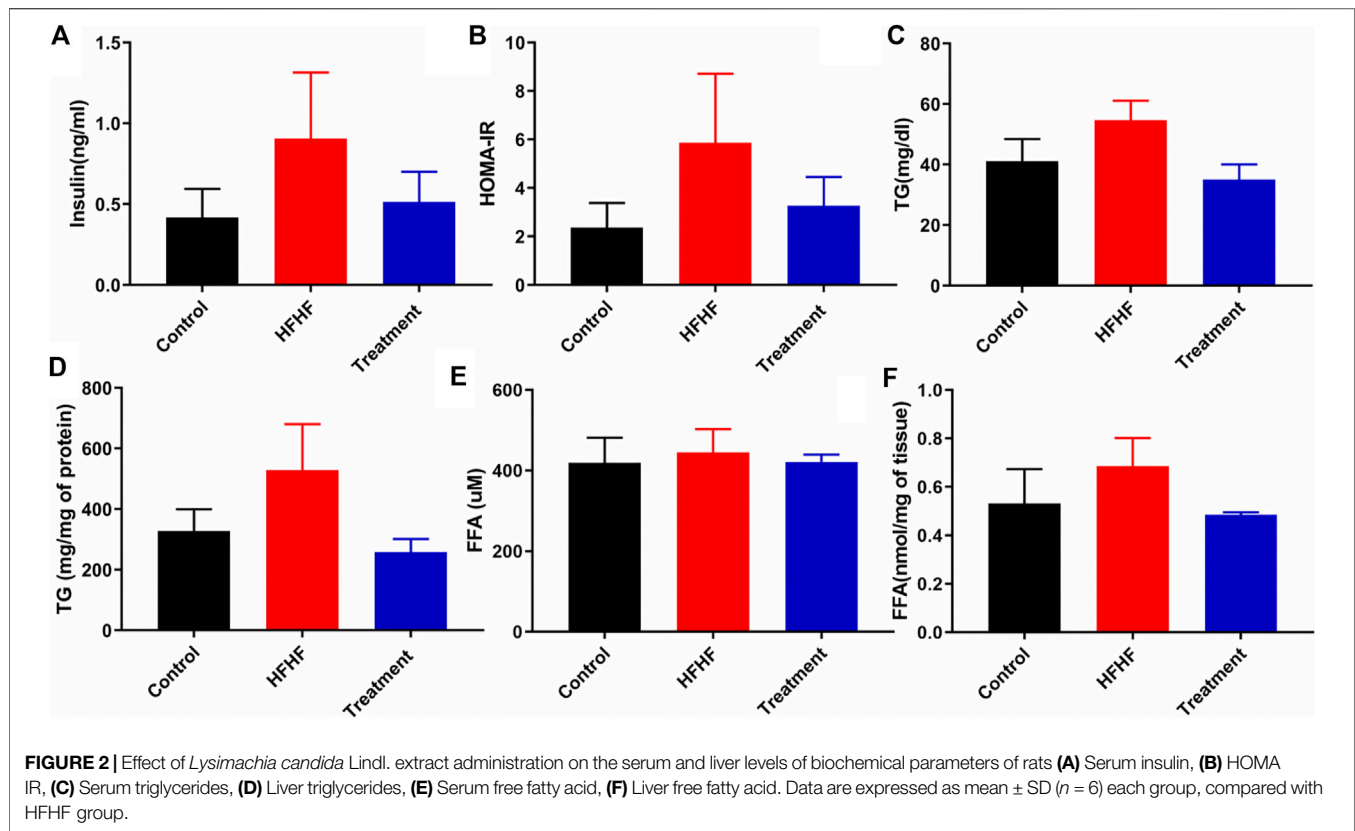 A
Insulin(ng/ml)
1.5
1.0
0.5
0.0
Control
HFHF
Treatment
B
HOMA-IR
10
8
6
4
2
0
Control
HFHF
Treatment
C
TG(mg/dl)
80
60
40
20
0
Control
HFHF
Treatment
D
TG (mg/mg of protein)
800
600
400
200
0
Control
HFHF
Treatment
E
FFA (uM)
600
400
200
0
Control
HFHF
Treatment
F
FFA(nmol/mg of tissue)
1.0
0.8
0.6
0.4
0.2
0.0
Control
HFHF
Treatment
FIGURE 2 | Effect of Lysimachia candida Lindl. extract administration on the serum and liver levels of biochemical parameters of rats (A) Serum insulin, (B) HOMA
IR, (C) Serum triglycerides, (D) Liver triglycerides, (E) Serum free fatty acid, (F) Liver free fatty acid. Data are expressed as mean ± SD (n = 6) each group, compared with
HFHF group.